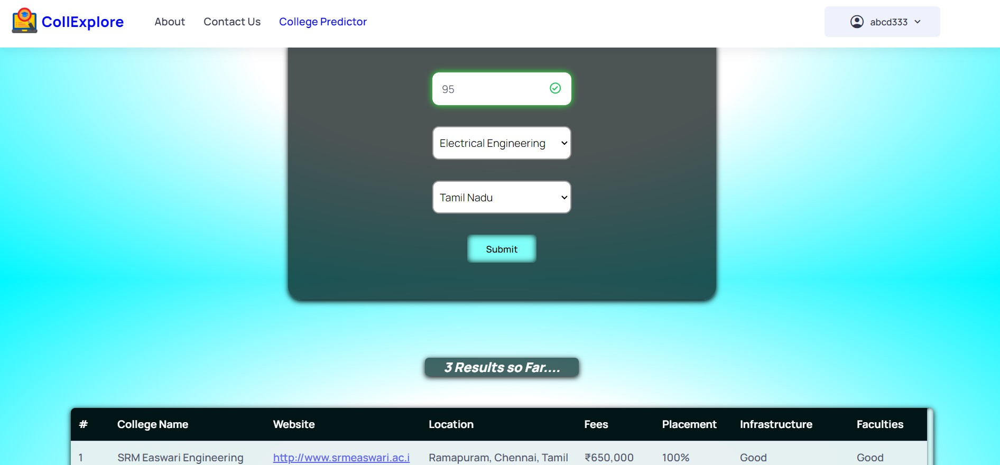 CollExplore About Contact Us College Predictor abcd333
95
Electrical Engineering
Tamil Nadu
Submit
3 Results so Far....
# College Name Website Location Fees Placement Infrastructure Faculties
1 SRM Easwari Engineering http://www.srmeaswari.ac.i Ramapuram, Chennai, Tamil ₹650,000 100% Good Good